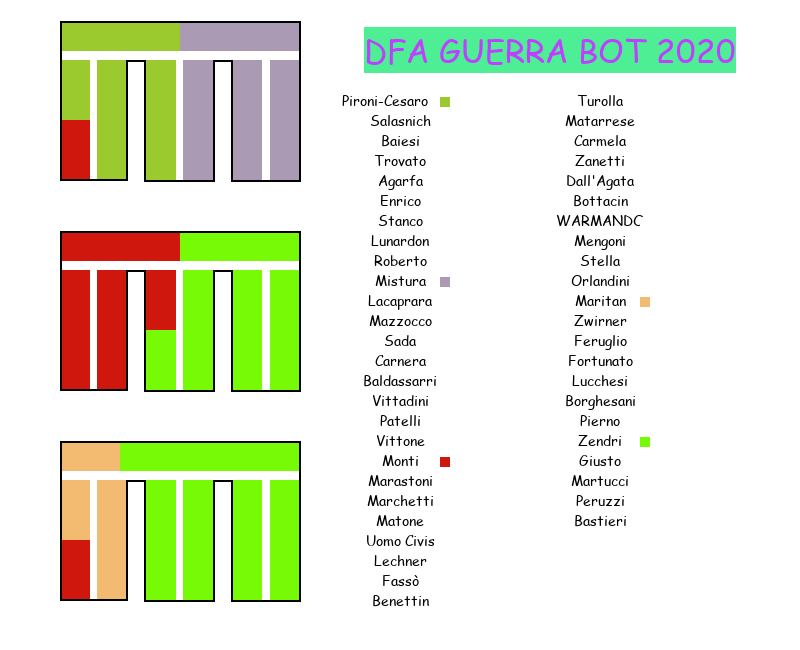 DFA GUERRA BOT 2020
Pironi-Cesaro
Salasnich
Baiesi
Trovato
Agarfa
Enrico
Stanco
Lunardon
Roberto
Mistura
Lacaprara
Mazzocco
Sada
Carnera
Baldassarri
Vittadini
Patelli
Vittone
Monti
Marastoni
Marchetti
Matone
Uomo Civis
Lechner
Fassò
Benettin
Turolla
Matarrese
Carmela
Zanetti
Dall'Agata
Bottacin
WARMANDC
Mengoni
Stella
Orlandini
Maritan
Zwirner
Feruglio
Fortunato
Lucchesi
Borghesani
Pierno
Zendri
Giusto
Martucci
Peruzzi
Bastieri